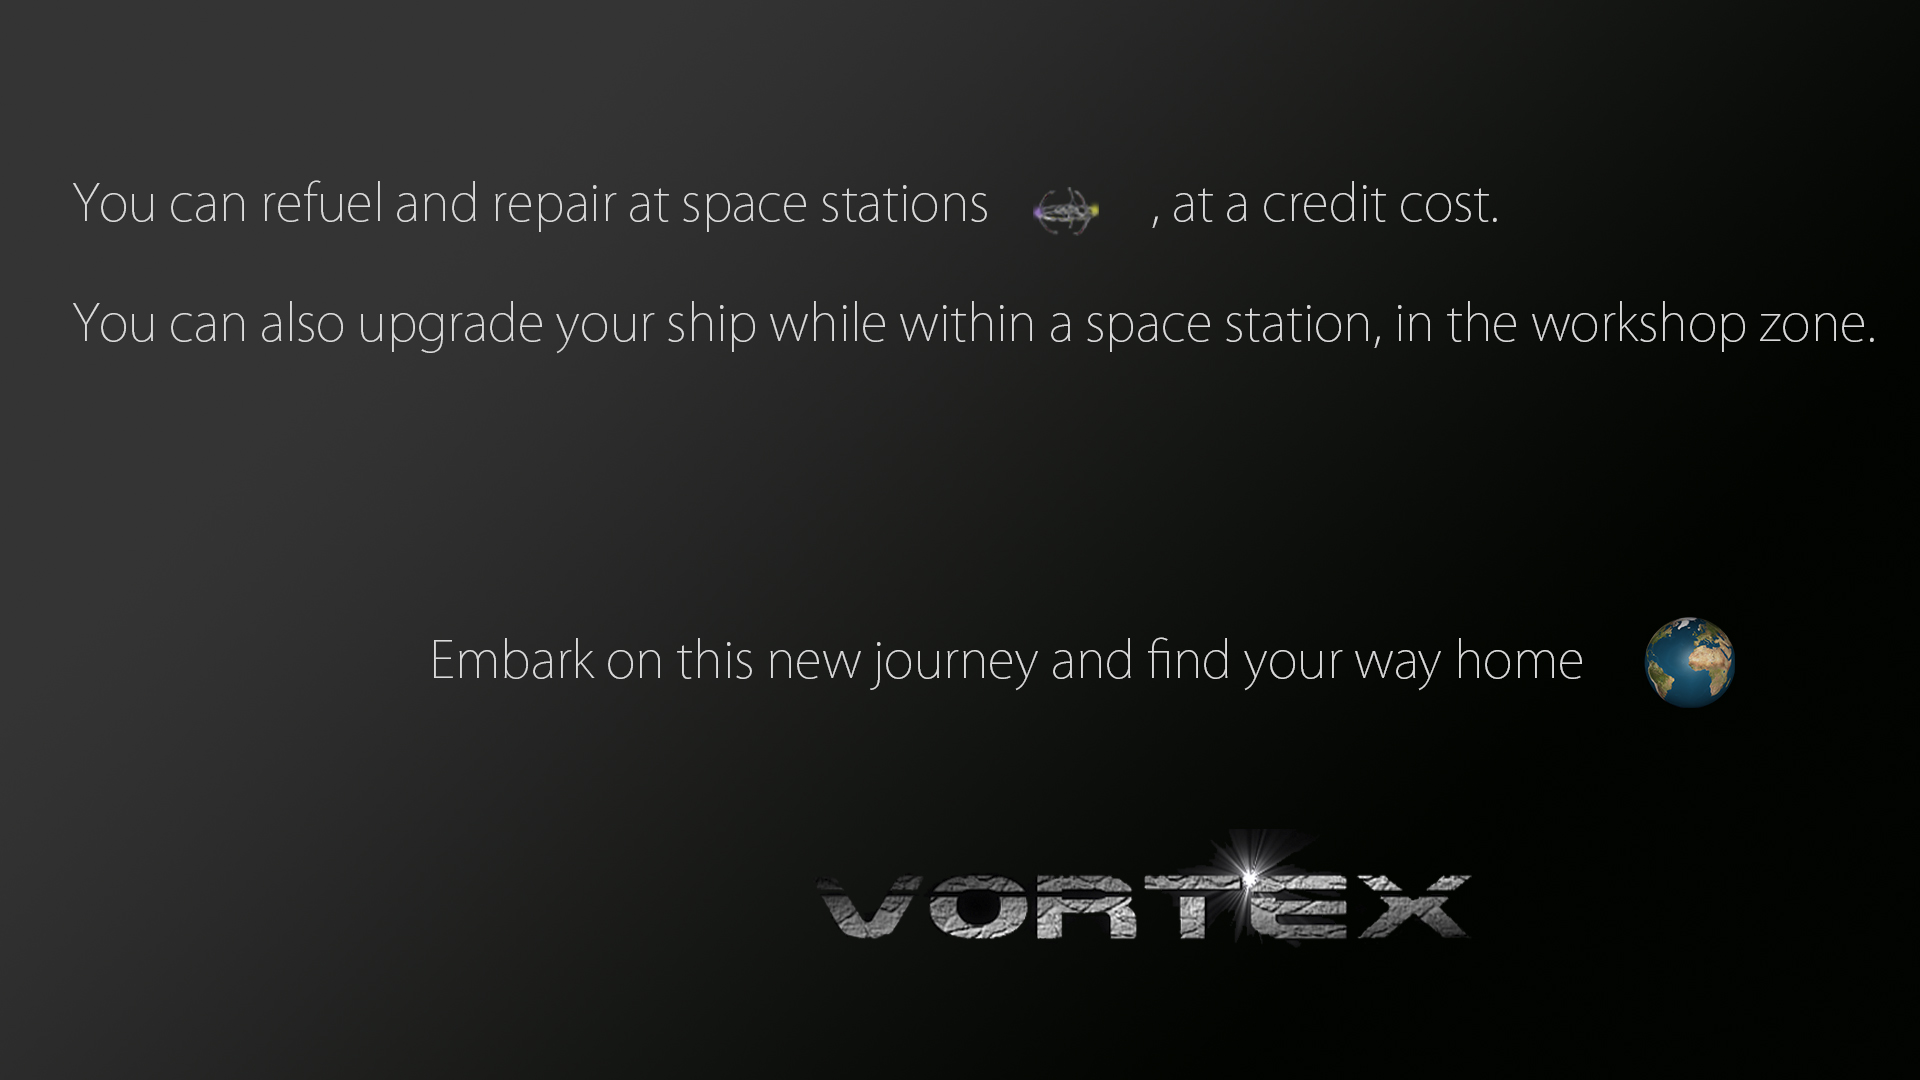 You can refuel and repair at space stations , at a credit cost.
You can also upgrade your ship while within a space station, in the workshop zone.
Embark on this new journey and find your way home
VORTEX